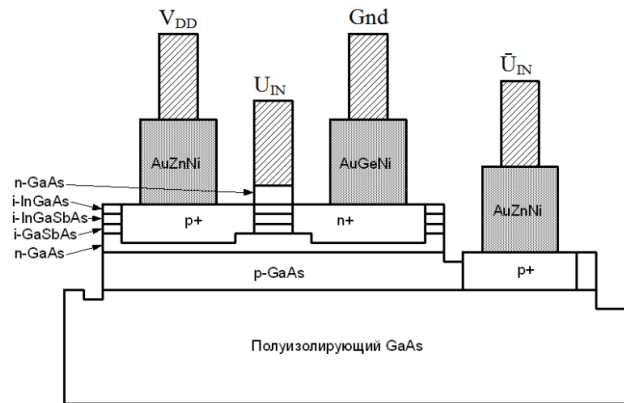 V_DD
Gnd
U_IN
Ū_IN
AuZnNi
AuGeNi
n-GaAs
AuZnNi
i-InGaAs
i-InGaSbAs
i-GaSbAs
n-GaAs
p+
n+
p-GaAs
p+
Полуизолирующий GaAs